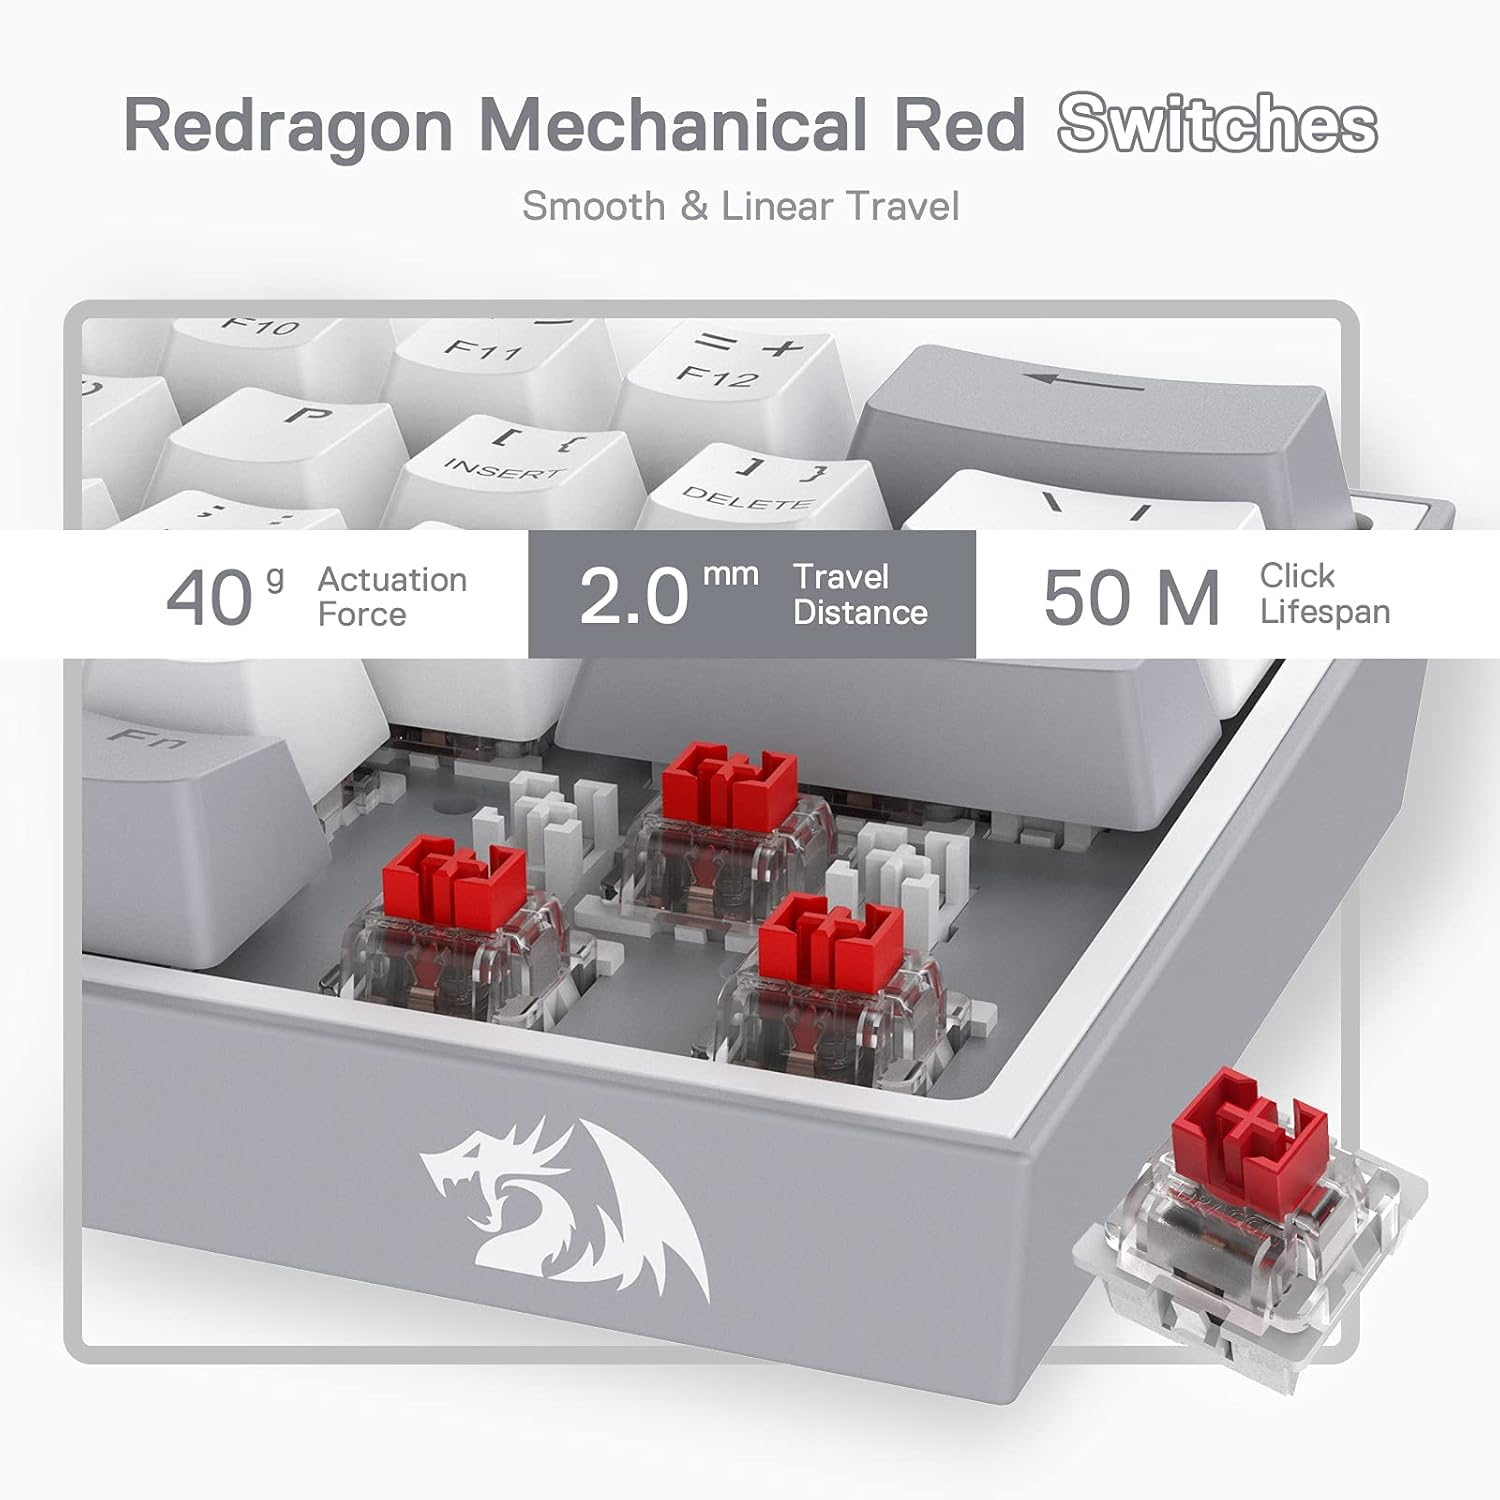 Redragon Mechanical Red Switches
Smooth & Linear Travel
F10
F11
= +
F12
P
[ {
INSERT
] }
DELETE
; :
\ |
40 g Actuation
Force
2.0 mm Travel
Distance
50 M Click
Lifespan
Fn